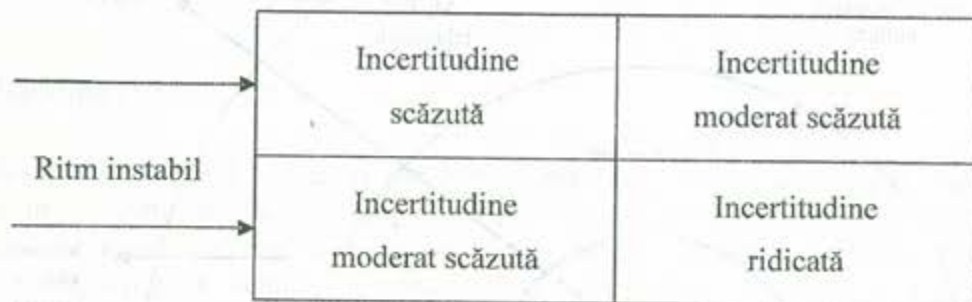 Incertitudine
scăzută
Incertitudine
moderat scăzută
Ritm instabil
Incertitudine
moderat scăzută
Incertitudine
ridicată